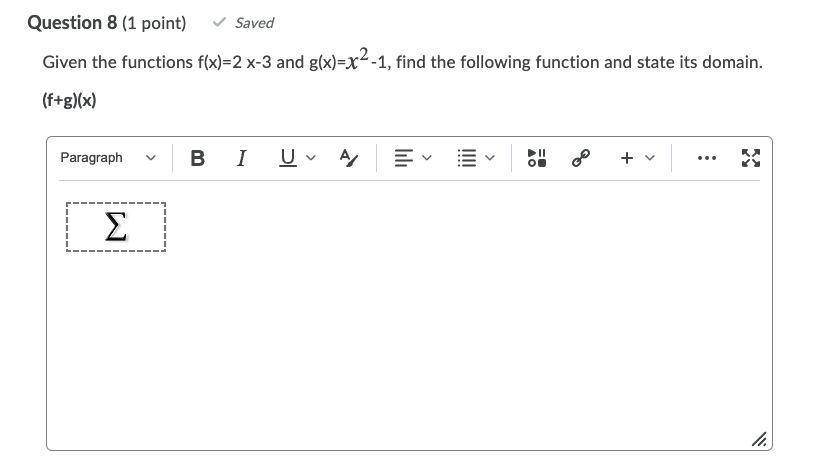 Question 8 (1 point) ✓ Saved
Given the functions f(x)=2 x-3 and g(x)=x²-1, find the following function and state its domain.
(f+g)(x)
Paragraph B I U A + ...
Σ